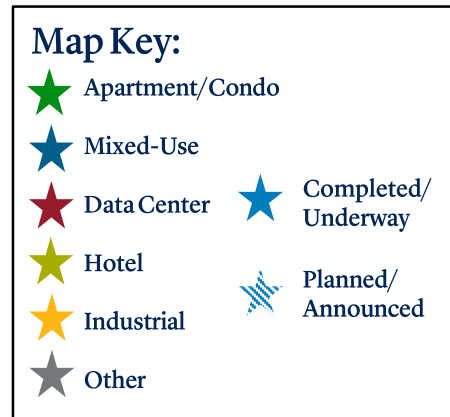 Map Key:
Apartment/Condo
Mixed-Use
Data Center
Hotel
Industrial
Other
Completed/
Underway
Planned/
Announced